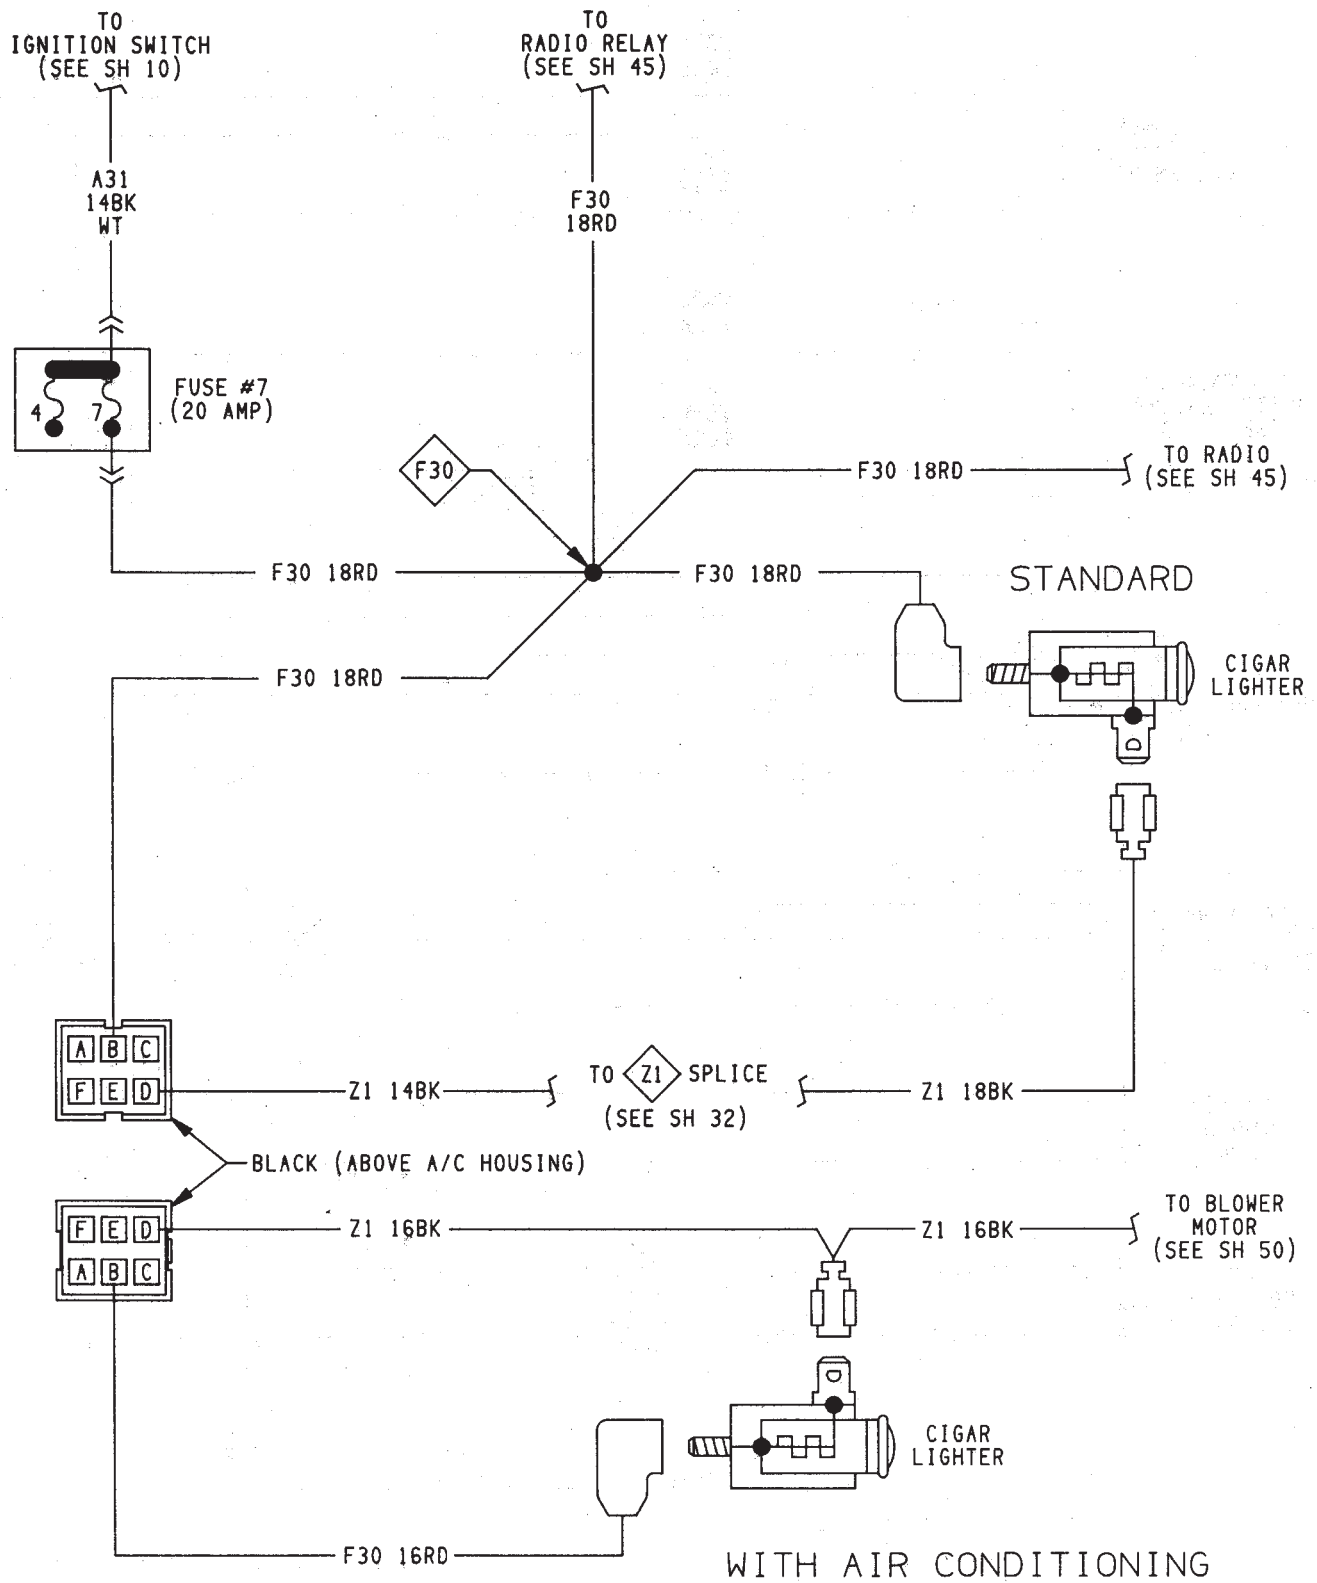 TO
IGNITION SWITCH
(SEE SH 10)
TO
RADIO RELAY
(SEE SH 45)
A31
14BK
WT
F30
18RD
4
7
FUSE #7
(20 AMP)
F30
F30 18RD
TO RADIO
(SEE SH 45)
F30 18RD
F30 18RD
STANDARD
F30 18RD
CIGAR
LIGHTER
A B C
F E D
Z1 14BK
TO Z1 SPLICE
(SEE SH 32)
Z1 18BK
BLACK (ABOVE A/C HOUSING)
F E D
A B C
Z1 16BK
Z1 16BK
TO BLOWER
MOTOR
(SEE SH 50)
CIGAR
LIGHTER
F30 16RD
WITH AIR CONDITIONING